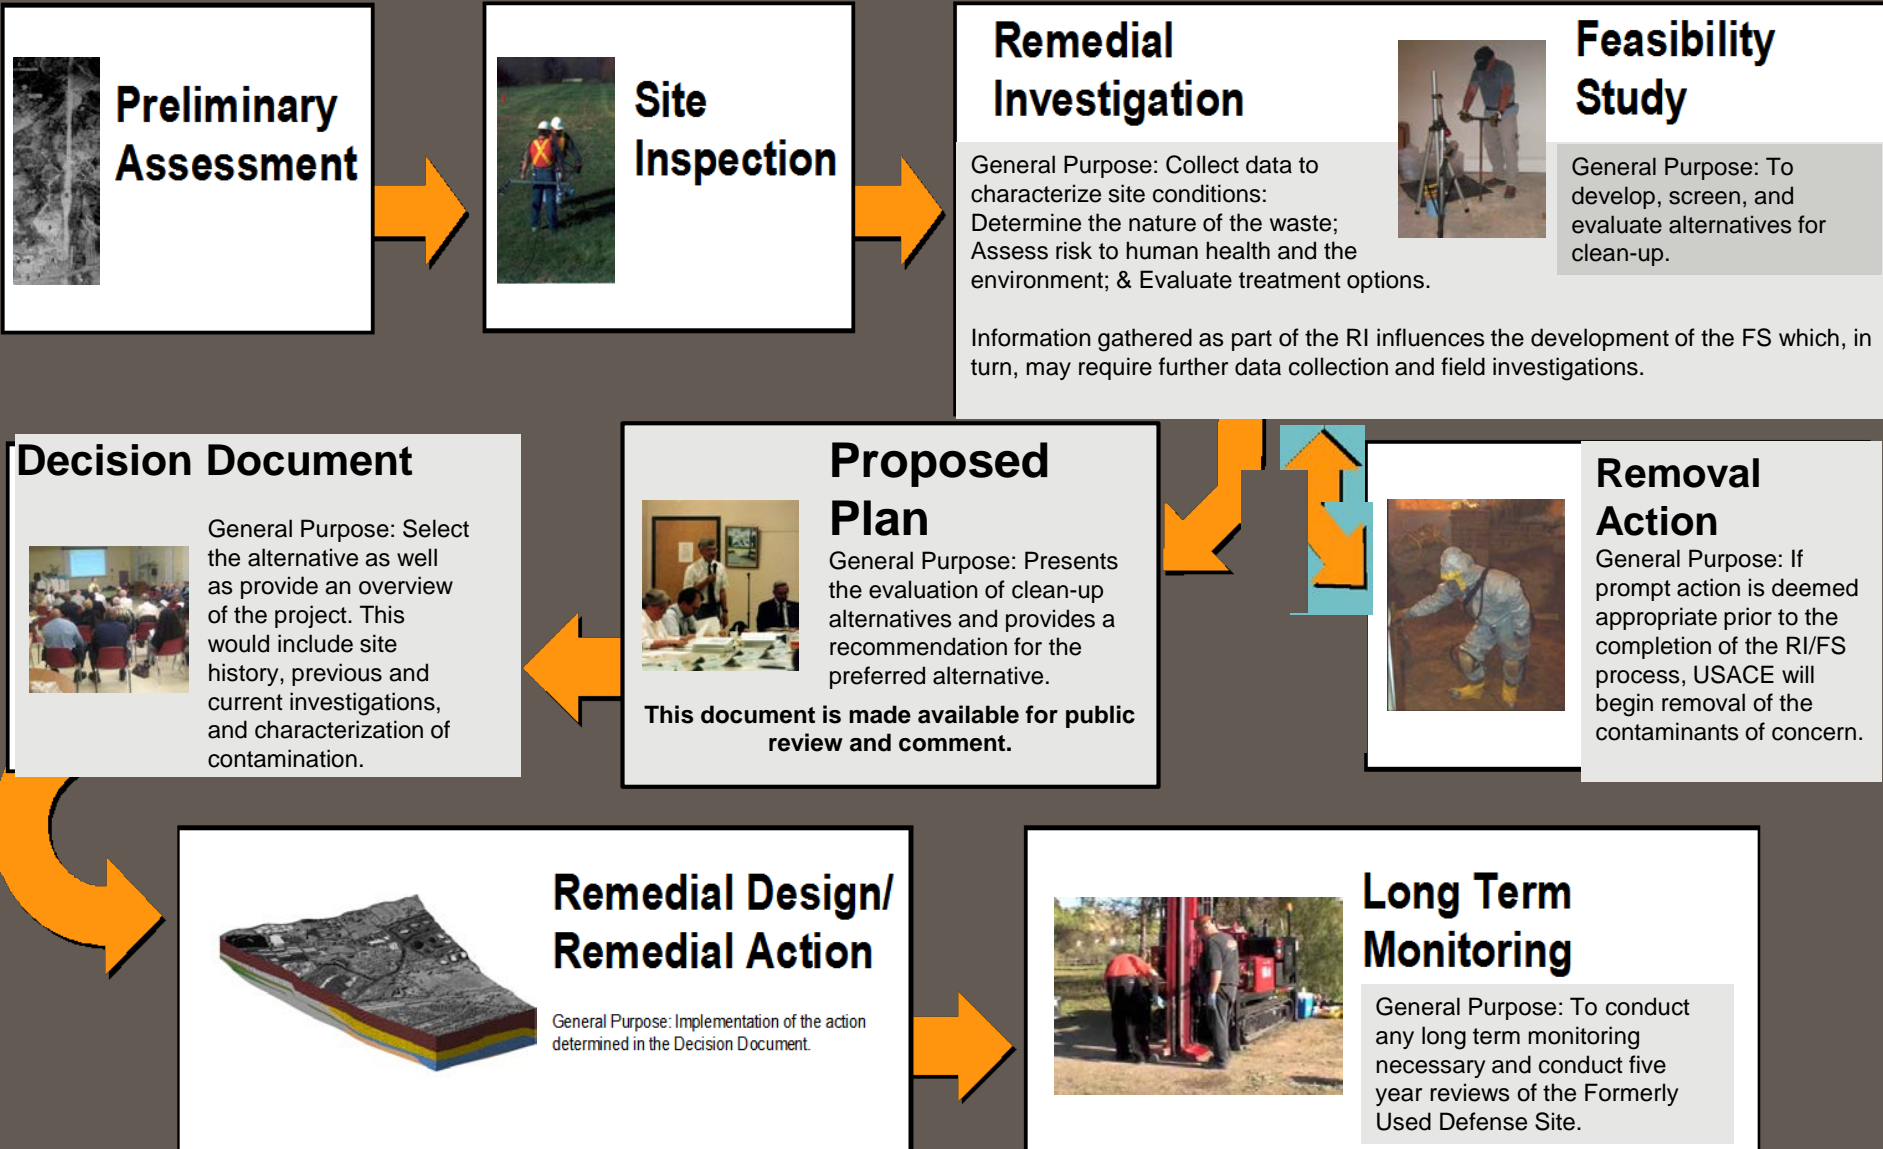 Preliminary
Assessment
Site
Inspection
Remedial
Investigation
General Purpose: Collect data to
characterize site conditions:
Determine the nature of the waste;
Assess risk to human health and the
environment; & Evaluate treatment options.
Feasibility
Study
General Purpose: To
develop, screen, and
evaluate alternatives for
clean-up.
Information gathered as part of the RI influences the development of the FS which, in
turn, may require further data collection and field investigations.
Removal
Action
General Purpose: If
prompt action is deemed
appropriate prior to the
completion of the RI/FS
process, USACE will
begin removal of the
contaminants of concern.
Proposed
Plan
General Purpose: Presents
the evaluation of clean-up
alternatives and provides a
recommendation for the
preferred alternative.
This document is made available for public
review and comment.
Decision Document
General Purpose: Select
the alternative as well
as provide an overview
of the project. This
would include site
history, previous and
current investigations,
and characterization of
contamination.
Remedial Design/
Remedial Action
General Purpose: Implementation of the action
determined in the Decision Document.
Long Term
Monitoring
General Purpose: To conduct
any long term monitoring
necessary and conduct five
year reviews of the Formerly
Used Defense Site.